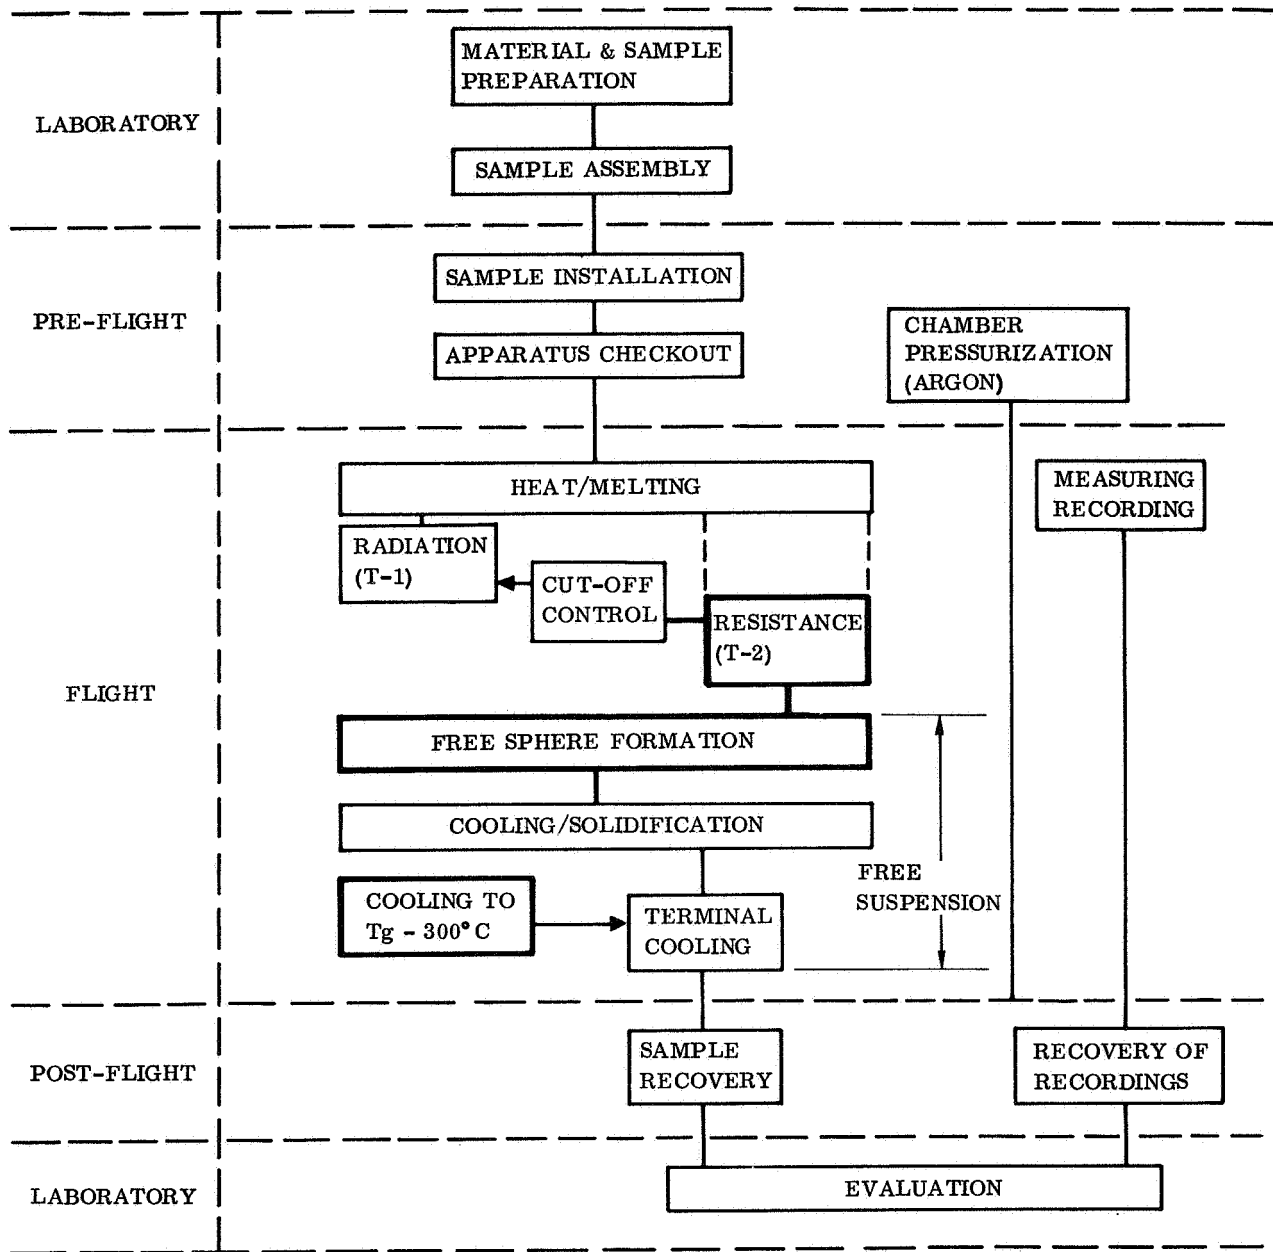 MATERIAL & SAMPLE
PREPARATION
LABORATORY
SAMPLE ASSEMBLY
SAMPLE INSTALLATION
PRE-FLIGHT
CHAMBER
PRESSURIZATION
(ARGON)
APPARATUS CHECKOUT
HEAT/MELTING
MEASURING
RECORDING
RADIATION
(T-1)
CUT-OFF
CONTROL
RESISTANCE
(T-2)
FLIGHT
FREE SPHERE FORMATION
COOLING/SOLIDIFICATION
FREE
SUSPENSION
COOLING TO
Tg - 300° C
TERMINAL
COOLING
POST-FLIGHT
SAMPLE
RECOVERY
RECOVERY OF
RECORDINGS
LABORATORY
EVALUATION